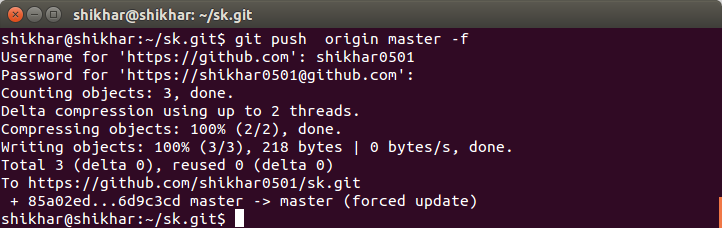 shikhar@shikhar: ~/sk.git
shikhar@shikhar:~/sk.git$ git push  origin master -f
Username for 'https://github.com': shikhar0501
Password for 'https://shikhar0501@github.com':
Counting objects: 3, done.
Delta compression using up to 2 threads.
Compressing objects: 100% (2/2), done.
Writing objects: 100% (3/3), 218 bytes | 0 bytes/s, done.
Total 3 (delta 0), reused 0 (delta 0)
To https://github.com/shikhar0501/sk.git
 + 85a02ed...6d9c3cd master -> master (forced update)
shikhar@shikhar:~/sk.git$